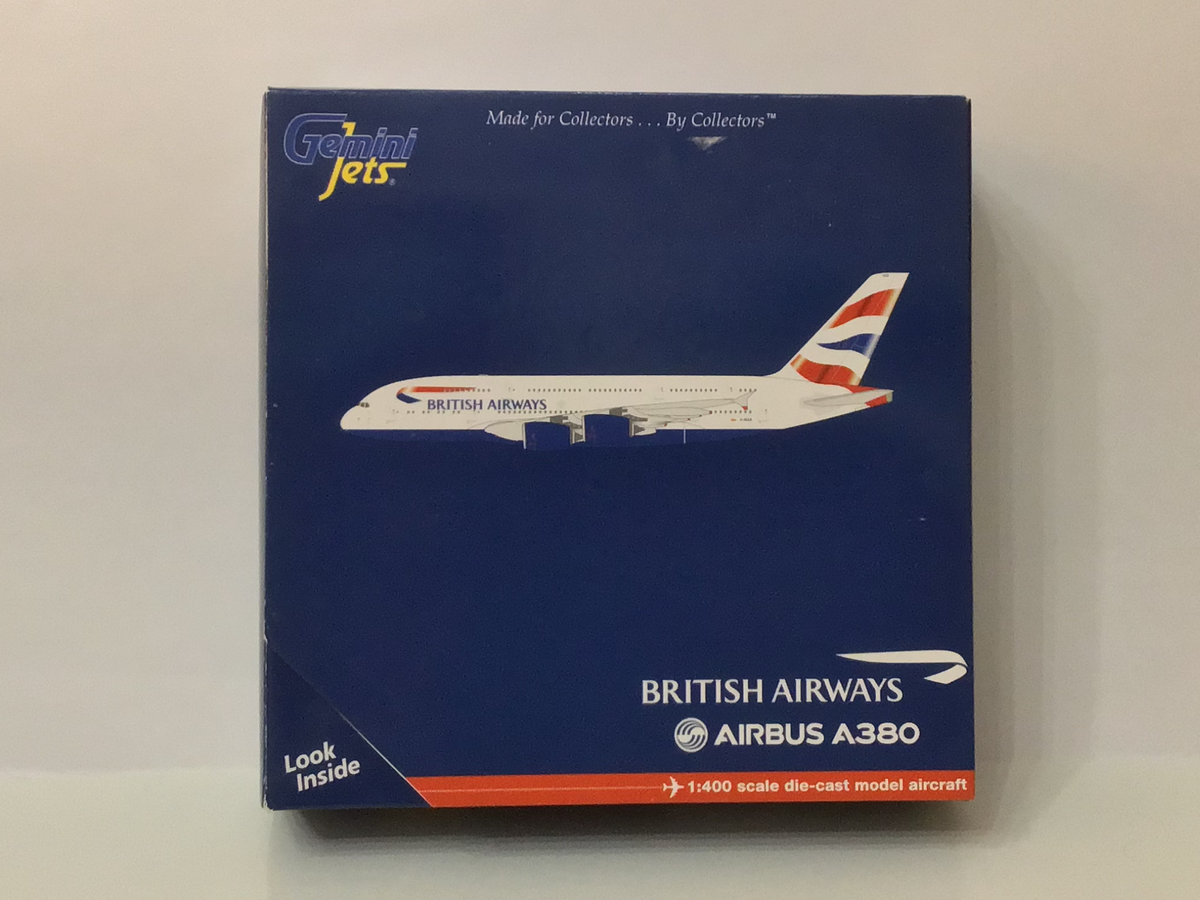 Gemini
Jets®
Made for Collectors . . . By Collectors™
BRITISH AIRWAYS
BRITISH AIRWAYS
AIRBUS A380
Look
Inside
1:400 scale die-cast model aircraft